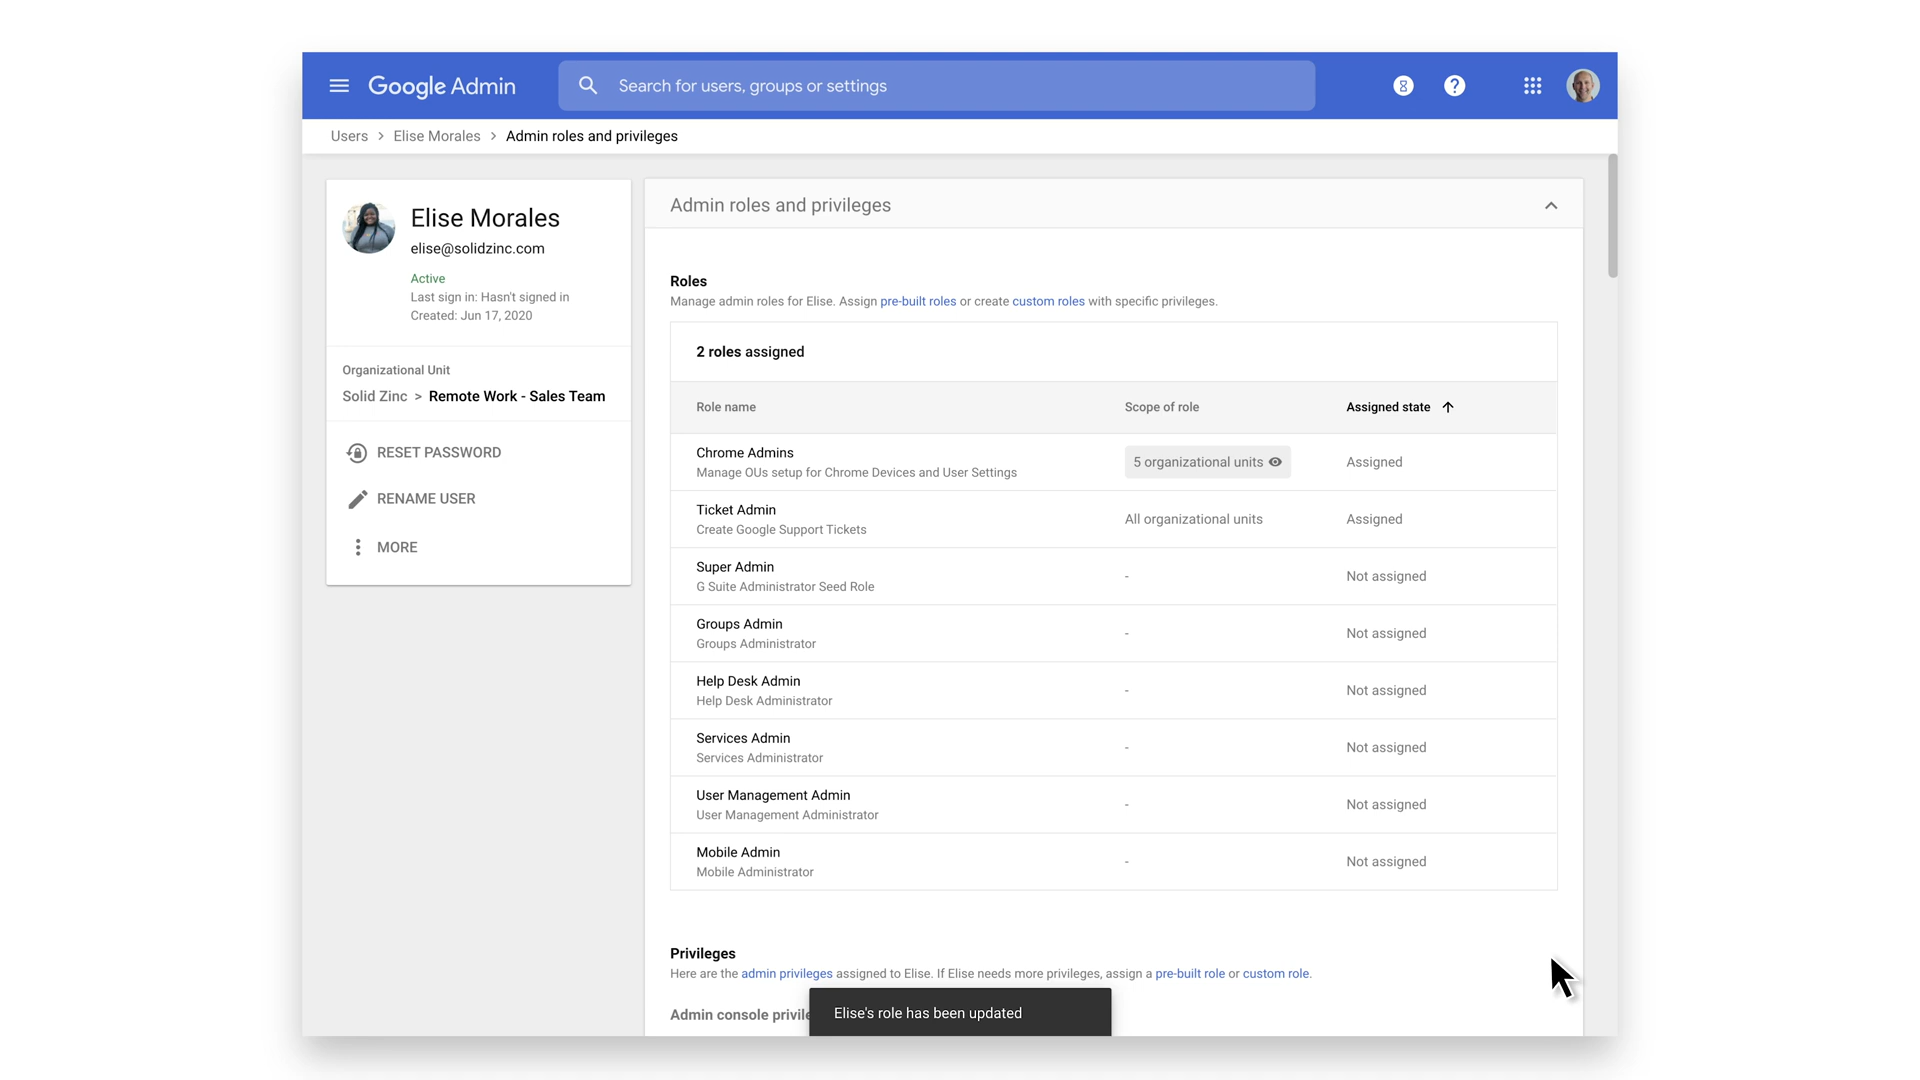 Google Admin
Search for users, groups or settings
Users > Elise Morales > Admin roles and privileges
Elise Morales
elise@solidzinc.com
Active
Last sign in: Hasn't signed in
Created: Jun 17, 2020
Organizational Unit
Solid Zinc > Remote Work - Sales Team
RESET PASSWORD
RENAME USER
MORE
Admin roles and privileges
Roles
Manage admin roles for Elise. Assign pre-built roles or create custom roles with specific privileges.
2 roles assigned
Role name Scope of role Assigned state
Chrome Admins
Manage OUs setup for Chrome Devices and User Settings
5 organizational units
Assigned
Ticket Admin
Create Google Support Tickets
All organizational units
Assigned
Super Admin
G Suite Administrator Seed Role
-
Not assigned
Groups Admin
Groups Administrator
-
Not assigned
Help Desk Admin
Help Desk Administrator
-
Not assigned
Services Admin
Services Administrator
-
Not assigned
User Management Admin
User Management Administrator
-
Not assigned
Mobile Admin
Mobile Administrator
-
Not assigned
Privileges
Here are the admin privileges assigned to Elise. If Elise needs more privileges, assign a pre-built role or custom role.
Admin console privile
Elise's role has been updated